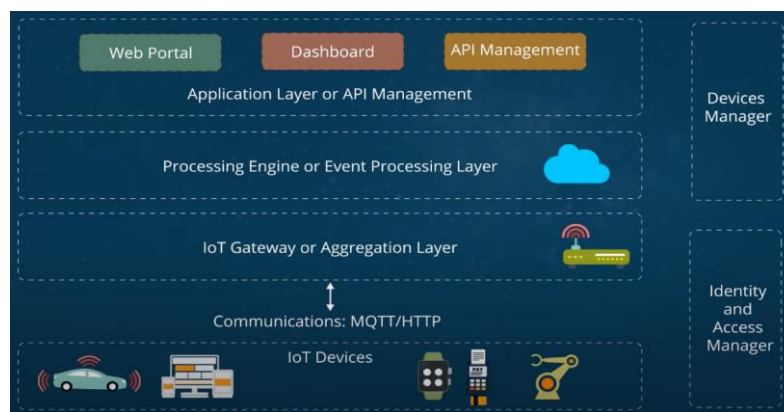 Web Portal
Dashboard
API Management
Application Layer or API Management
Devices
Manager
Processing Engine or Event Processing Layer
IoT Gateway or Aggregation Layer
Identity
and
Access
Manager
Communications: MQTT/HTTP
IoT Devices
PAY